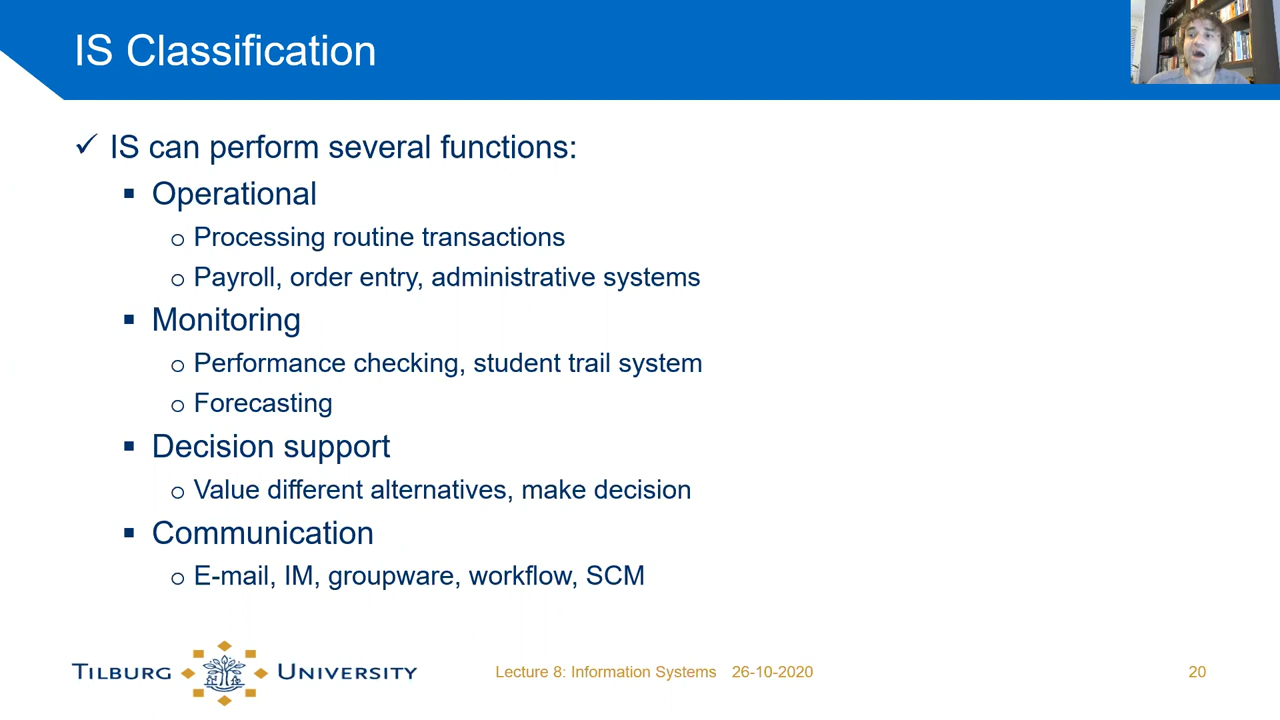 IS Classification
✓ IS can perform several functions:
▪ Operational
o Processing routine transactions
o Payroll, order entry, administrative systems
▪ Monitoring
o Performance checking, student trail system
o Forecasting
▪ Decision support
o Value different alternatives, make decision
▪ Communication
o E-mail, IM, groupware, workflow, SCM
TILBURG UNIVERSITY
Lecture 8: Information Systems 26-10-2020
20